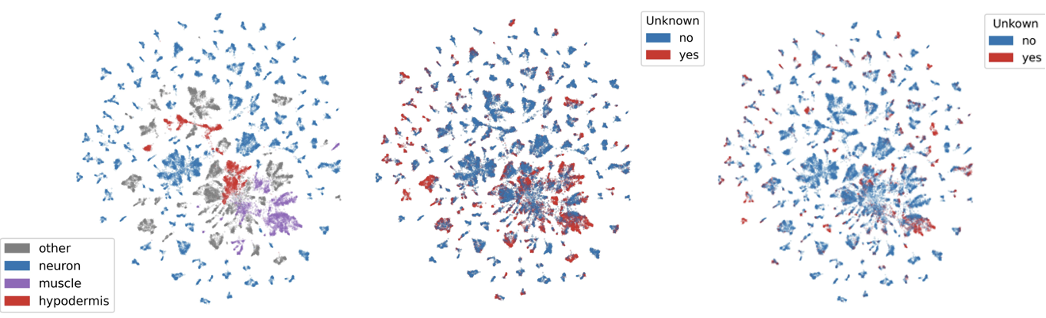 other
neuron
muscle
hypodermis
Unknown
no
yes
Unkown
no
yes